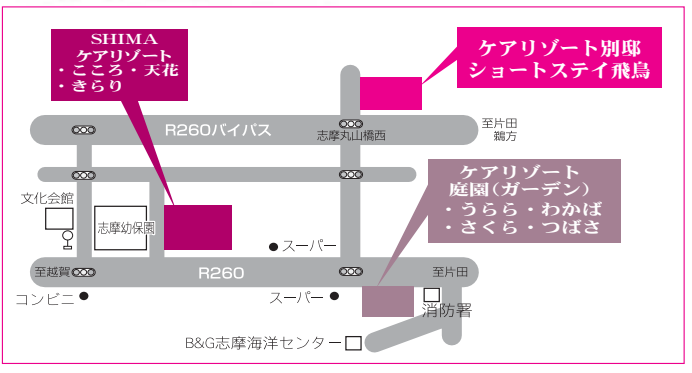 SHIMA
ケアリゾート
・こころ・天花
・きらり
ケアリゾート別邸
ショートステイ飛鳥
R260バイパス
志摩丸山橋西
至片田
鵜方
ケアリゾート
庭園(ガーデン)
・うらら・わかば
・さくら・つばさ
文化会館
志摩幼保園
スーパー
至越賀
R260
至片田
コンビニ
スーパー
消防署
B&G志摩海洋センター